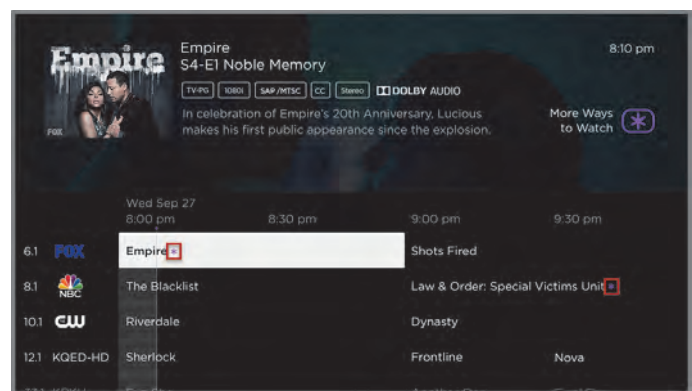 Empire
Empire
S4-E1 Noble Memory
8:10 pm
TV-PG 1080i SAP/MTSC CC Stereo DOLBY AUDIO
In celebration of Empire's 20th Anniversary, Lucious
makes his first public appearance since the explosion.
More Ways
to Watch
FOX
Wed Sep 27
8:00 pm 8:30 pm 9:00 pm 9:30 pm
6.1 FOX Empire* Shots Fired
8.1 NBC The Blacklist Law & Order: Special Victims Unit*
10.1 CW Riverdale Dynasty
12.1 KQED-HD Sherlock Frontline Nova